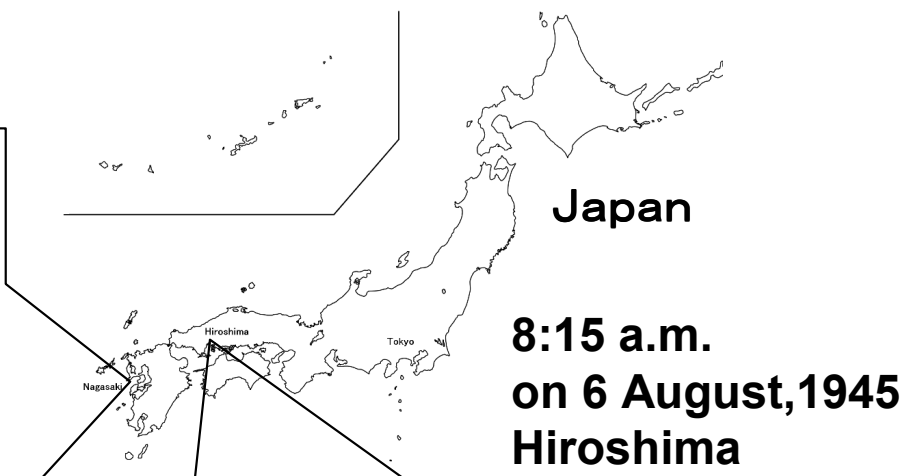 Japan
Hiroshima
Tokyo
Nagasaki
8:15 a.m.
on 6 August,1945
Hiroshima